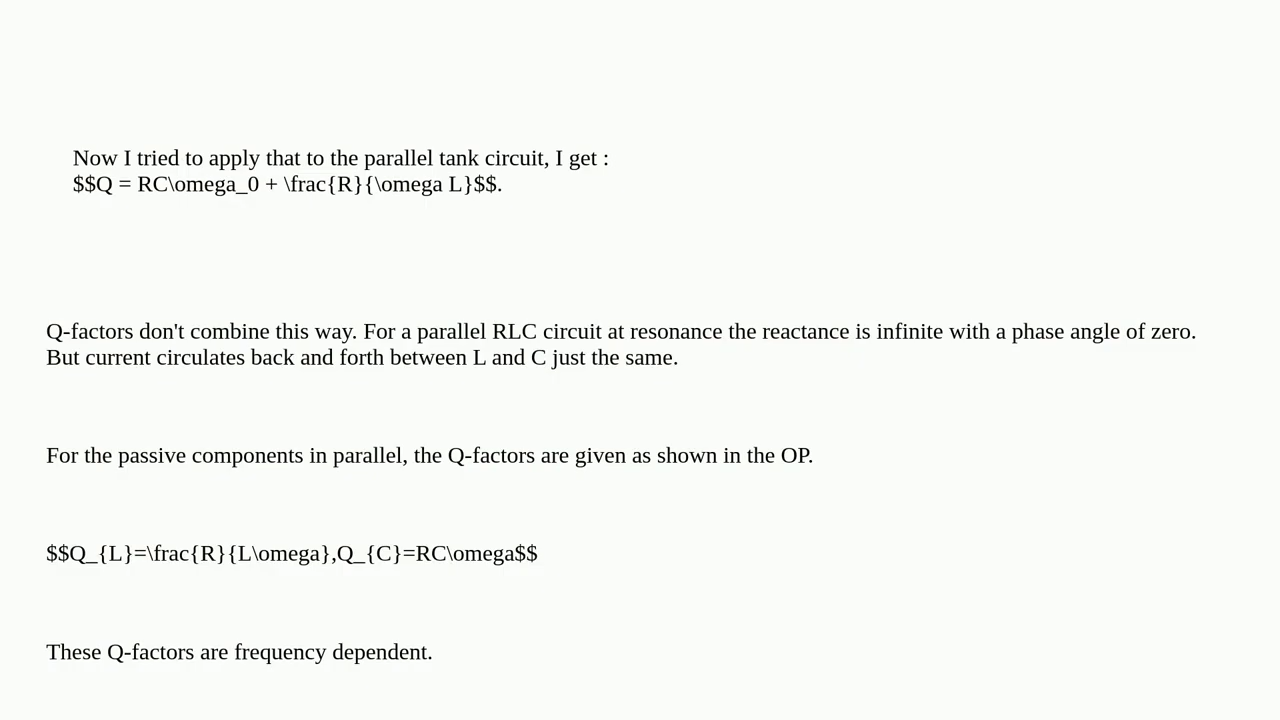 Now I tried to apply that to the parallel tank circuit, I get :
$$Q = RC\omega_0 + \frac{R}{\omega L}$$.
Q-factors don't combine this way. For a parallel RLC circuit at resonance the reactance is infinite with a phase angle of zero.
But current circulates back and forth between L and C just the same.
For the passive components in parallel, the Q-factors are given as shown in the OP.
$$Q_{L}=\frac{R}{L\omega},Q_{C}=RC\omega$$
These Q-factors are frequency dependent.